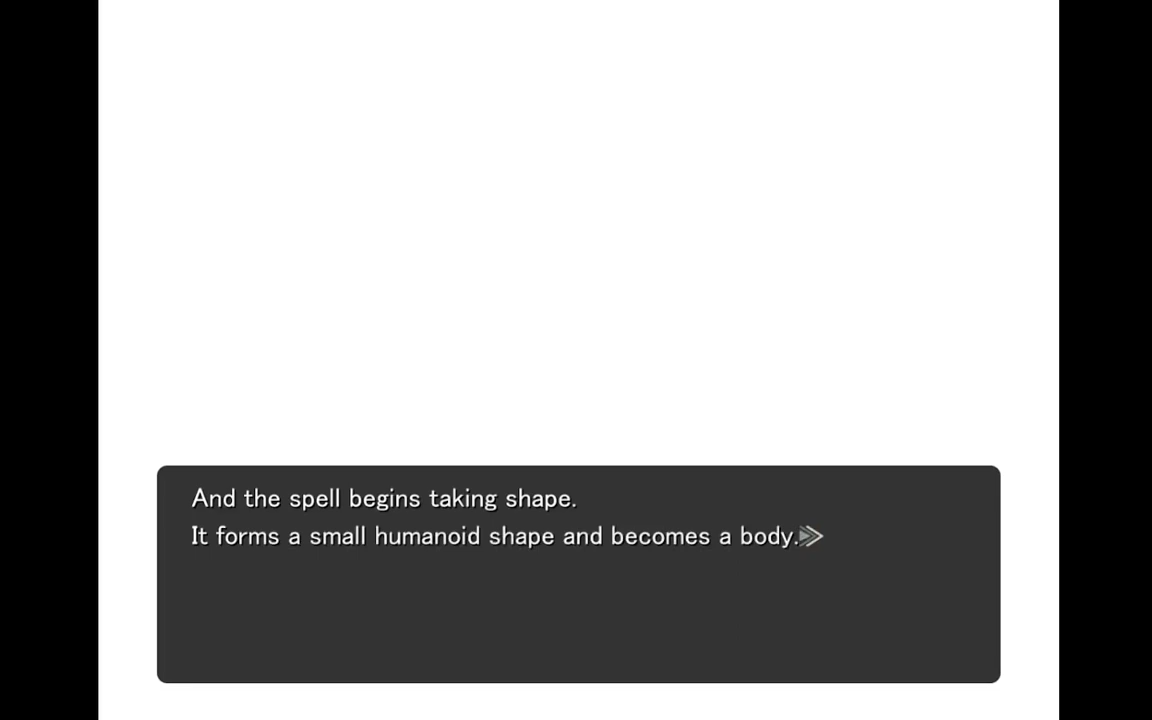 And the spell begins taking shape.
It forms a small humanoid shape and becomes a body.